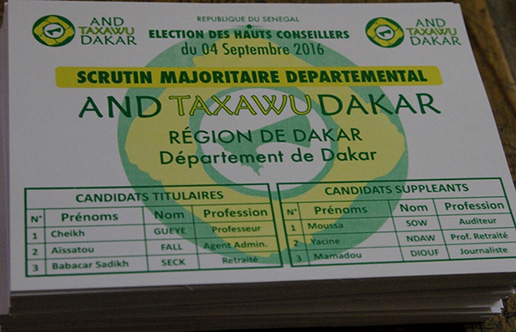 AND
TAXAWU
DAKAR
REPUBLIQUE DU SENEGAL
ELECTION DES HAUTS CONSEILLERS
du 04 Septembre 2016
AND
TAXAWU
DAKAR
SCRUTIN MAJORITAIRE DEPARTEMENTAL
AND TAXAWU DAKAR
RÉGION DE DAKAR
Département de Dakar
CANDIDATS TITULAIRES
N° Prénoms Nom Profession
1 Cheikh GUEYE Professeur
2 Aïssatou FALL Agent Admin.
3 Babacar Sadikh SECK Retraité
CANDIDATS SUPPLEANTS
N° Prénoms Nom Profession
1 Moussa SOW Auditeur
2 Yacine NDAW Prof. Retraité
3 Mamadou DIOUF Journaliste